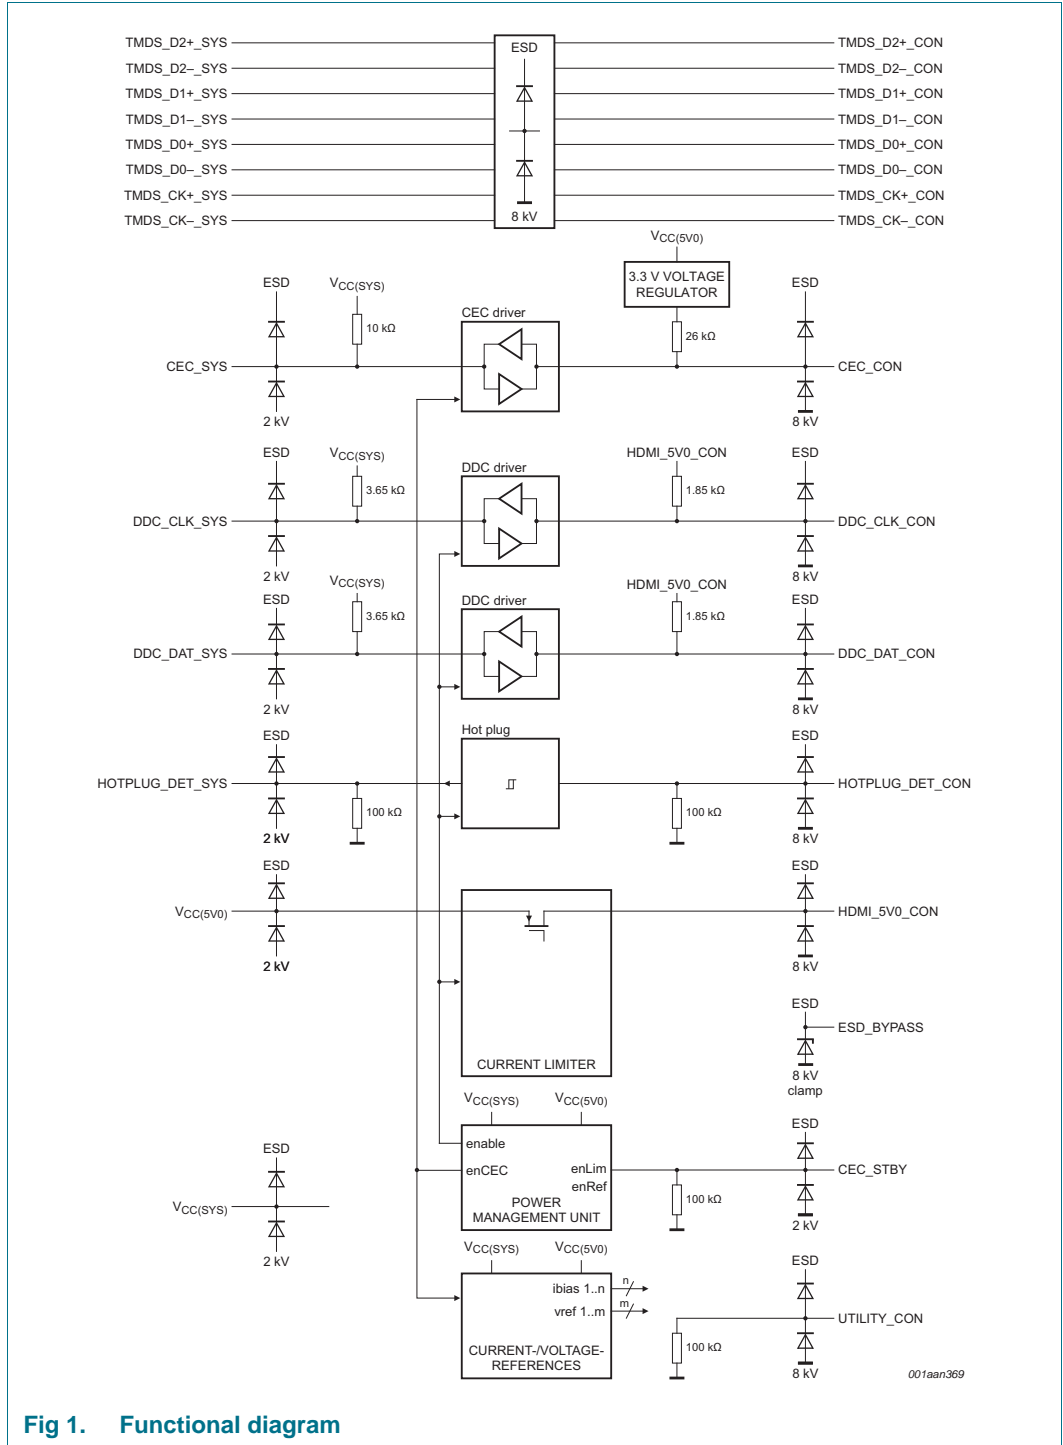 TMDS_D2+_SYS ESD TMDS_D2+_CON
TMDS_D2–_SYS TMDS_D2–_CON
TMDS_D1+_SYS TMDS_D1+_CON
TMDS_D1–_SYS TMDS_D1–_CON
TMDS_D0+_SYS TMDS_D0+_CON
TMDS_D0–_SYS TMDS_D0–_CON
TMDS_CK+_SYS TMDS_CK+_CON
TMDS_CK–_SYS 8 kV TMDS_CK–_CON
VCC(5V0)
ESD VCC(SYS) 3.3 V VOLTAGE REGULATOR ESD
CEC driver
10 kΩ 26 kΩ
CEC_SYS CEC_CON
2 kV 8 kV
ESD VCC(SYS) HDMI_5V0_CON ESD
DDC driver
3.65 kΩ 1.85 kΩ
DDC_CLK_SYS DDC_CLK_CON
2 kV 8 kV
VCC(SYS) HDMI_5V0_CON
ESD DDC driver ESD
3.65 kΩ 1.85 kΩ
DDC_DAT_SYS DDC_DAT_CON
2 kV 8 kV
ESD Hot plug ESD
HOTPLUG_DET_SYS HOTPLUG_DET_CON
100 kΩ 100 kΩ
2 kV 8 kV
ESD ESD
VCC(5V0) HDMI_5V0_CON
2 kV 8 kV
ESD
ESD_BYPASS
CURRENT LIMITER 8 kV
clamp
VCC(SYS) VCC(5V0)
ESD
enable
ESD enCEC enLim CEC_STBY
enRef
VCC(SYS) POWER 100 kΩ
MANAGEMENT UNIT 2 kV
2 kV VCC(SYS) VCC(5V0) ESD
ibias 1..n n
vref 1..m m UTILITY_CON
CURRENT-/VOLTAGE- 100 kΩ
REFERENCES 8 kV 001aan369
Fig 1. Functional diagram